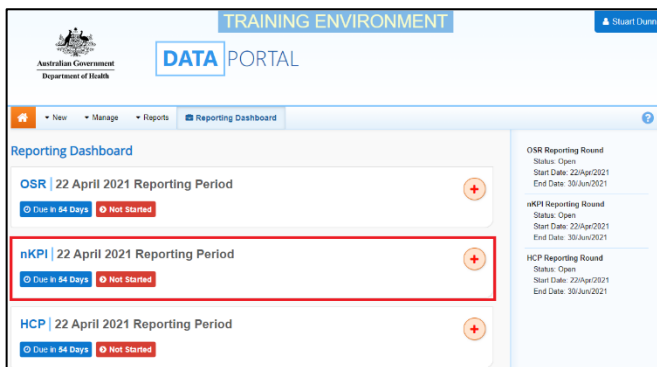 TRAINING ENVIRONMENT
Stuart Dunn
Australian Government
Department of Health
DATA PORTAL
New Manage Reports Reporting Dashboard ?
Reporting Dashboard
OSR | 22 April 2021 Reporting Period
Due in 54 Days Not Started
nKPI | 22 April 2021 Reporting Period
Due in 54 Days Not Started
HCP | 22 April 2021 Reporting Period
Due in 54 Days Not Started
OSR Reporting Round
Status: Open
Start Date: 22/Apr/2021
End Date: 30/Jun/2021
nKPI Reporting Round
Status: Open
Start Date: 22/Apr/2021
End Date: 30/Jun/2021
HCP Reporting Round
Status: Open
Start Date: 22/Apr/2021
End Date: 30/Jun/2021